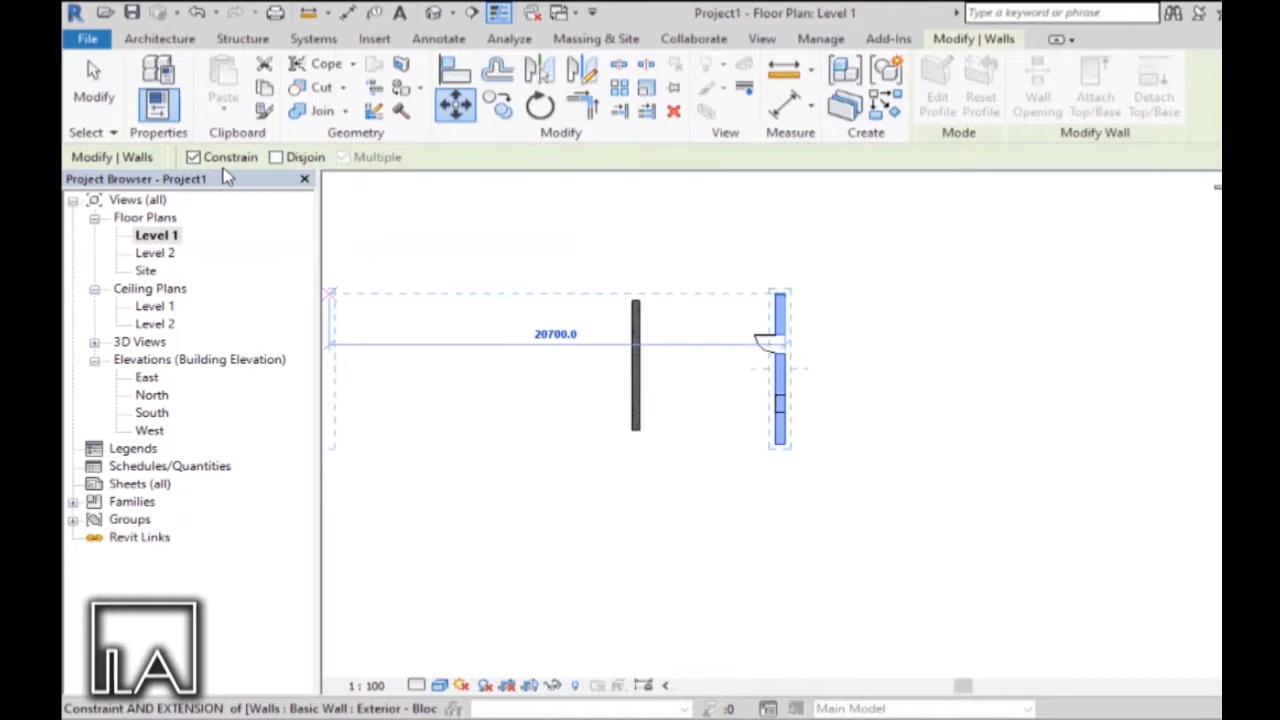 Project1 - Floor Plan: Level 1
Type a keyword or phrase
File Architecture Structure Systems Insert Annotate Analyze Massing & Site Collaborate View Manage Add-Ins Modify | Walls
Modify
Paste
Cope
Cut
Join
Edit Profile
Reset Profile
Wall Opening
Attach Top/Base
Detach Top/Base
Select Properties Clipboard Geometry Modify View Measure Create Mode Modify Wall
Modify | Walls Constrain Disjoin Multiple
Project Browser - Project1
Views (all)
Floor Plans
Level 1
Level 2
Site
Ceiling Plans
Level 1
Level 2
3D Views
Elevations (Building Elevation)
East
North
South
West
Legends
Schedules/Quantities
Sheets (all)
Families
Groups
Revit Links
20700.0
ILA
1 : 100
Constraint AND EXTENSION of [Walls : Basic Wall : Exterior - Bloc
:0
Main Model